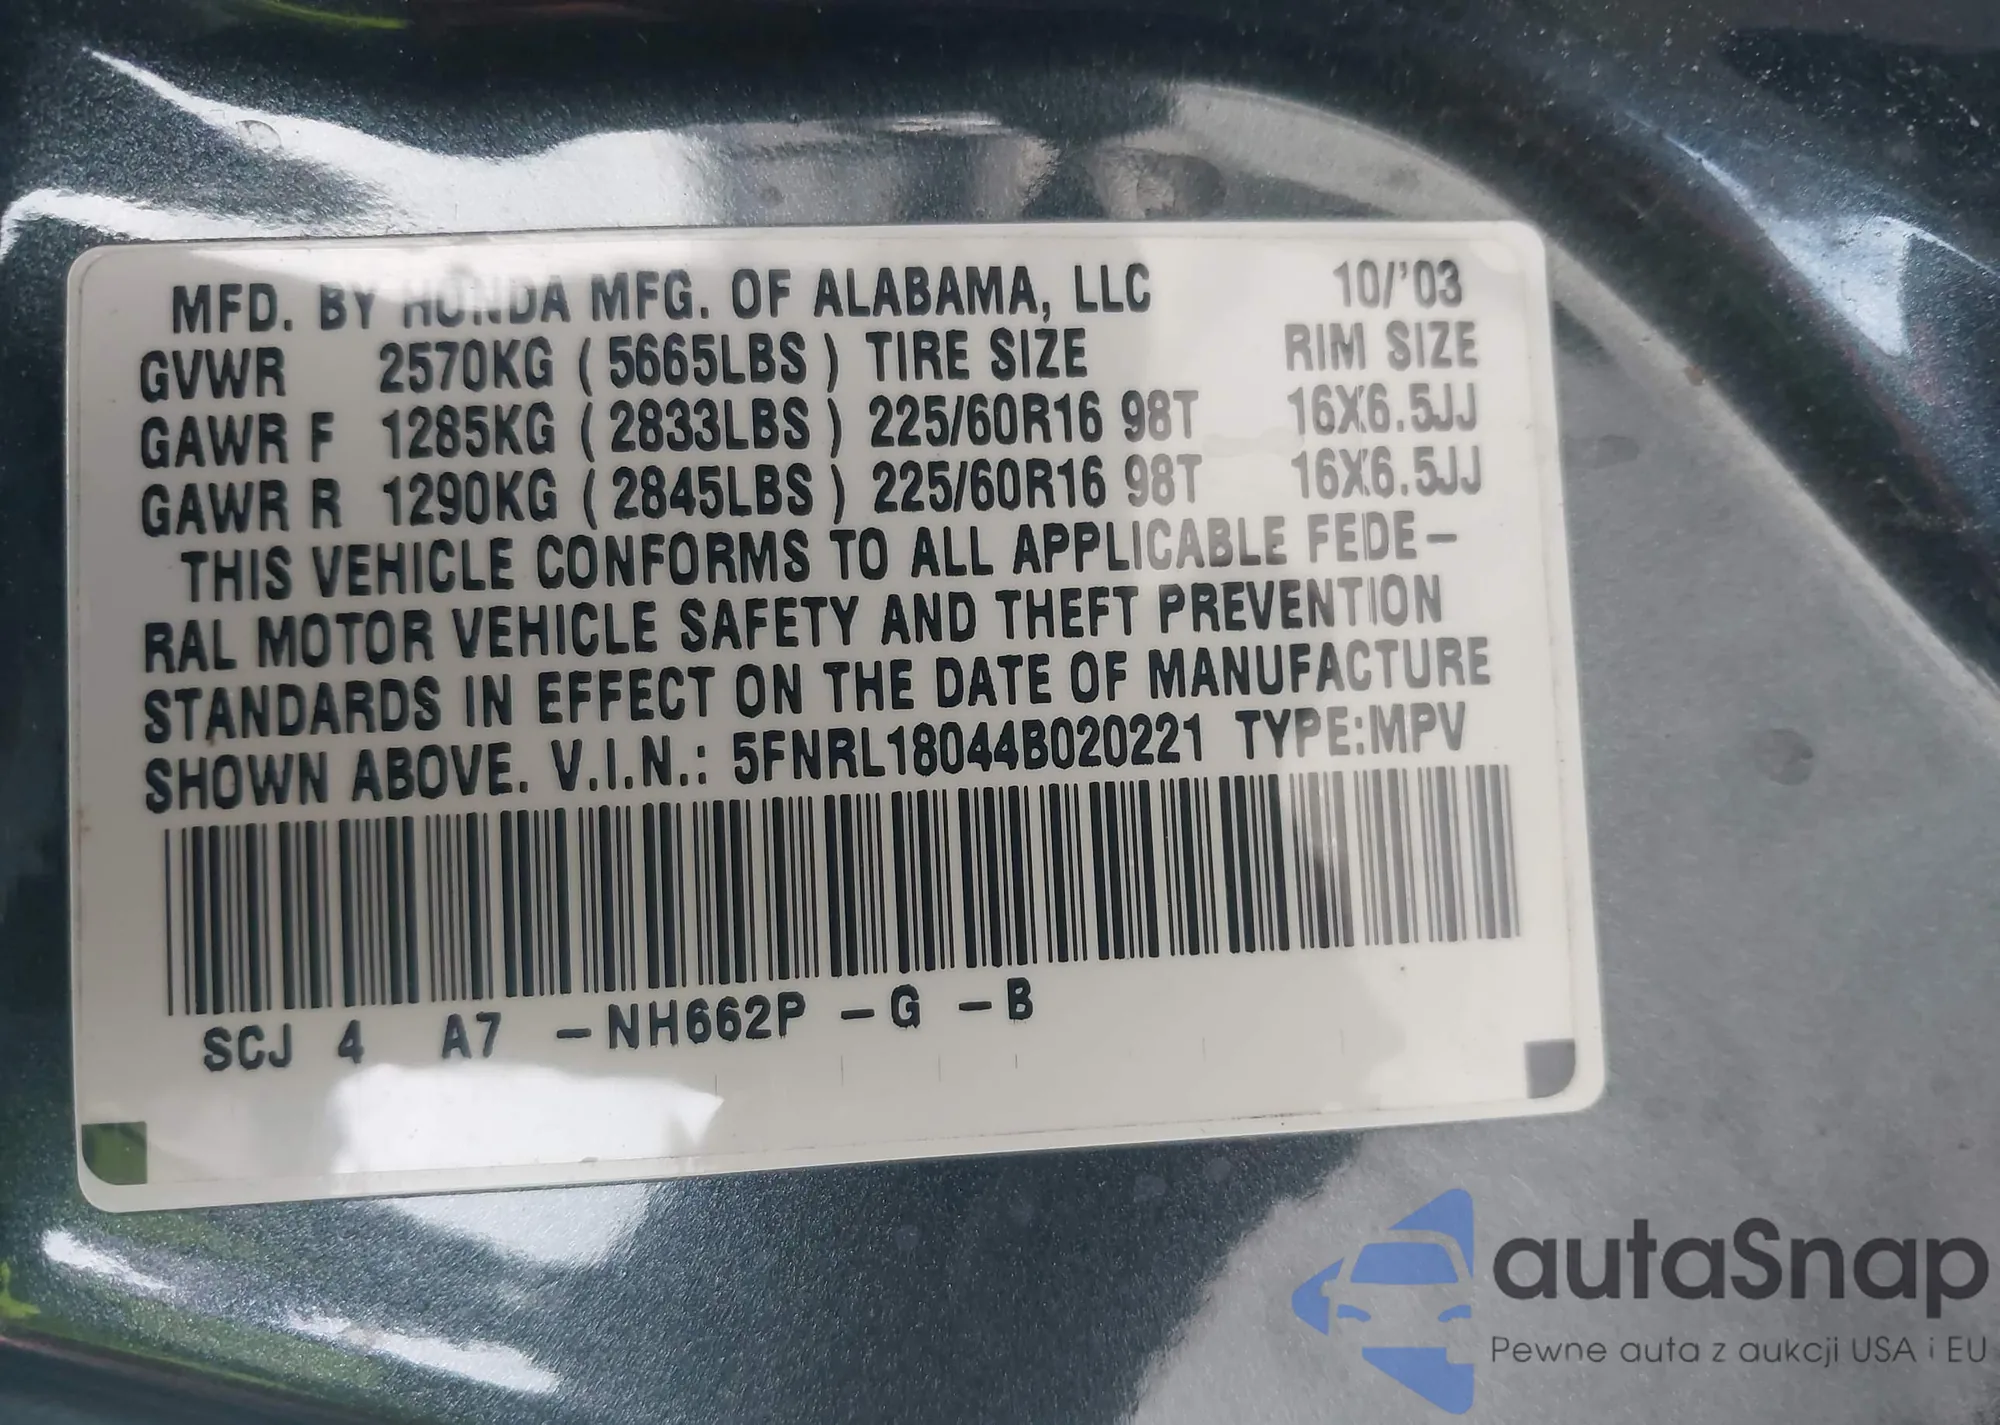 MFD. BY HONDA MFG. OF ALABAMA, LLC 10/'03
GVWR 2570KG ( 5665LBS ) TIRE SIZE RIM SIZE
GAWR F 1285KG ( 2833LBS ) 225/60R16 98T 16X6.5JJ
GAWR R 1290KG ( 2845LBS ) 225/60R16 98T 16X6.5JJ
THIS VEHICLE CONFORMS TO ALL APPLICABLE FEDE-
RAL MOTOR VEHICLE SAFETY AND THEFT PREVENTION
STANDARDS IN EFFECT ON THE DATE OF MANUFACTURE
SHOWN ABOVE. V.I.N.: 5FNRL18044B020221 TYPE:MPV
SCJ 4 A7 -NH662P -G -B
autaSnap
Pewne auta z aukcji USA i EU